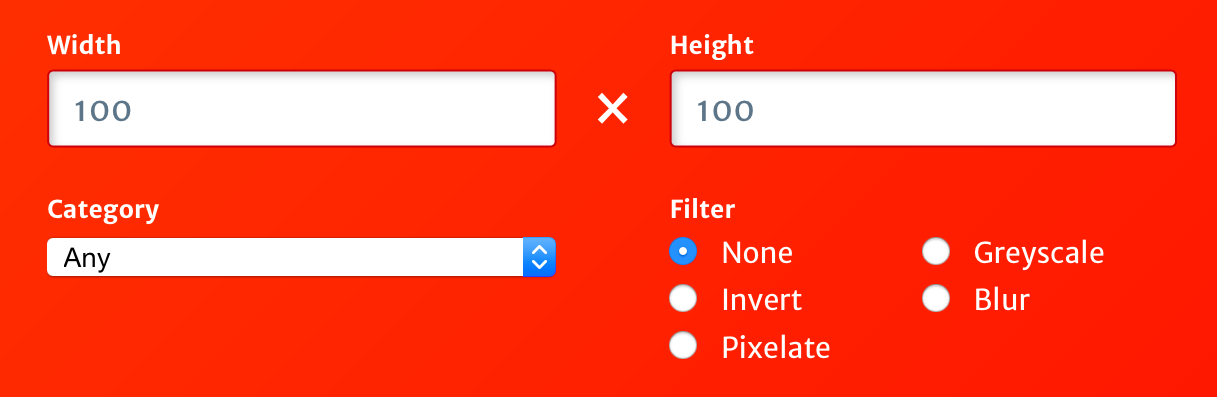 Width
Height
100
×
100
Category
Filter
Any
None
Greyscale
Invert
Blur
Pixelate